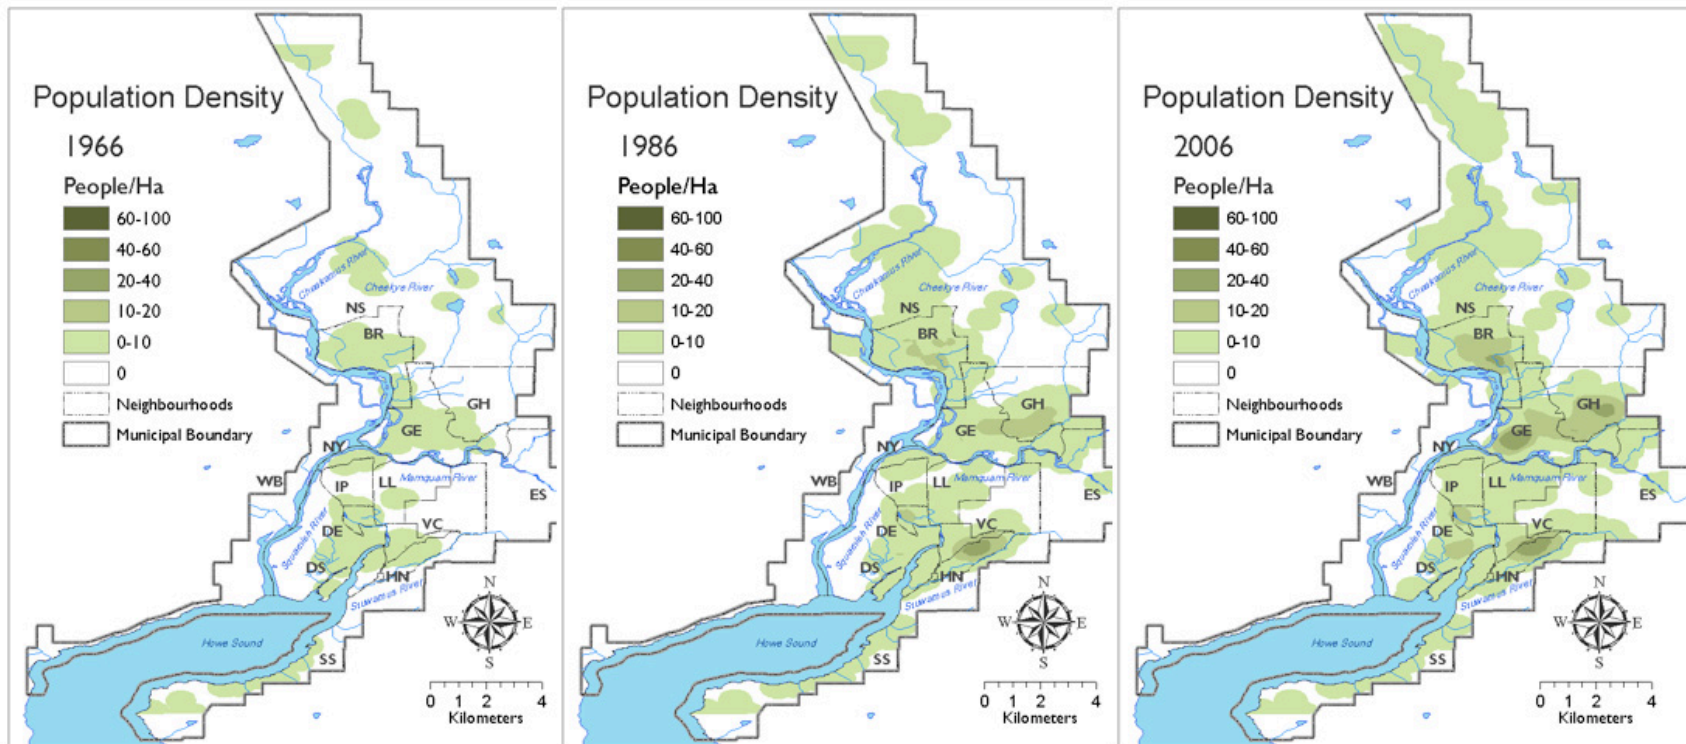 Population Density
1966
People/Ha
60-100
40-60
20-40
10-20
0-10
0
Neighbourhoods
Municipal Boundary
Cheakamus River
Cheekye River
NS
BR
GH
GE
NY
WB
IP
LL
Mamquam River
ES
Squamish River
DE
VC
DS
HN
Stawamus River
Howe Sound
SS
N
W
E
S
0 1 2 4
Kilometers
Population Density
1986
People/Ha
60-100
40-60
20-40
10-20
0-10
0
Neighbourhoods
Municipal Boundary
Cheakamus River
Cheekye River
NS
BR
GH
GE
NY
WB
IP
LL
Mamquam River
ES
Squamish River
DE
VC
DS
HN
Stawamus River
Howe Sound
SS
N
W
E
S
0 1 2 4
Kilometers
Population Density
2006
People/Ha
60-100
40-60
20-40
10-20
0-10
0
Neighbourhoods
Municipal Boundary
Cheakamus River
Cheekye River
NS
BR
GH
GE
NY
WB
IP
LL
Mamquam River
ES
Squamish River
DE
VC
DS
HN
Stawamus River
Howe Sound
SS
N
W
E
S
0 1 2 4
Kilometers